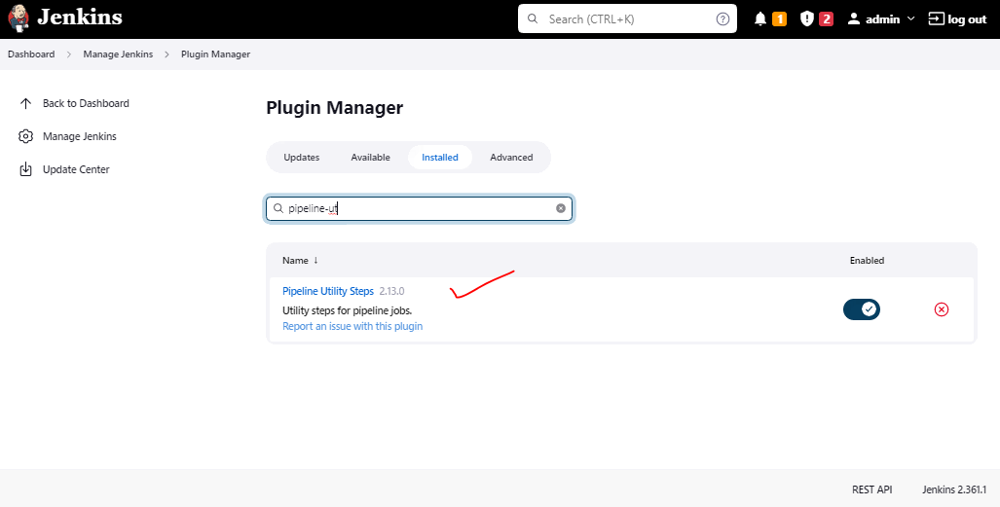 Jenkins
Search (CTRL+K)
1
2
admin
log out
Dashboard
Manage Jenkins
Plugin Manager
Back to Dashboard
Manage Jenkins
Update Center
Plugin Manager
Updates
Available
Installed
Advanced
pipeline-ut
Name ↓
Enabled
Pipeline Utility Steps 2.13.0
Utility steps for pipeline jobs.
Report an issue with this plugin
REST API
Jenkins 2.361.1